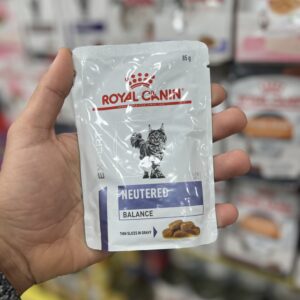 85 g
ROYAL CANIN
NEUTERED
BALANCE
THIN SLICES IN GRAVY